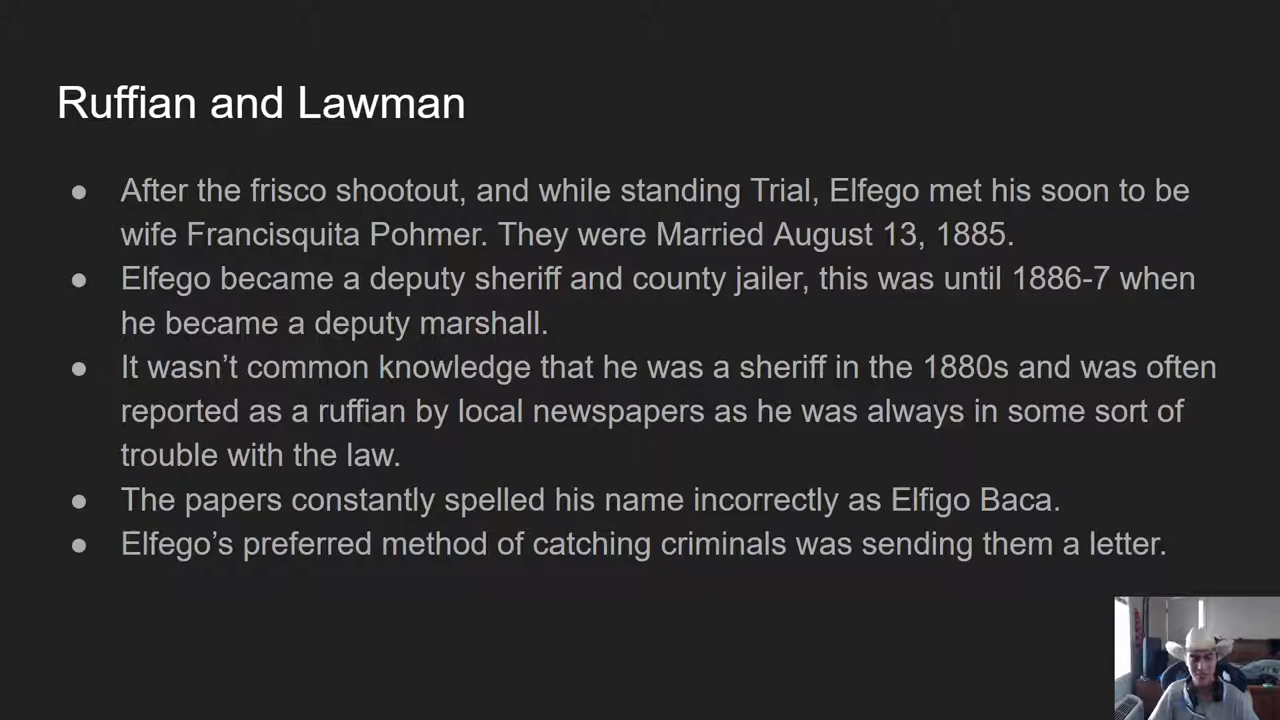 Ruffian and Lawman
● After the frisco shootout, and while standing Trial, Elfego met his soon to be
wife Francisquita Pohmer. They were Married August 13, 1885.
● Elfego became a deputy sheriff and county jailer, this was until 1886-7 when
he became a deputy marshall.
● It wasn’t common knowledge that he was a sheriff in the 1880s and was often
reported as a ruffian by local newspapers as he was always in some sort of
trouble with the law.
● The papers constantly spelled his name incorrectly as Elfigo Baca.
● Elfego’s preferred method of catching criminals was sending them a letter.